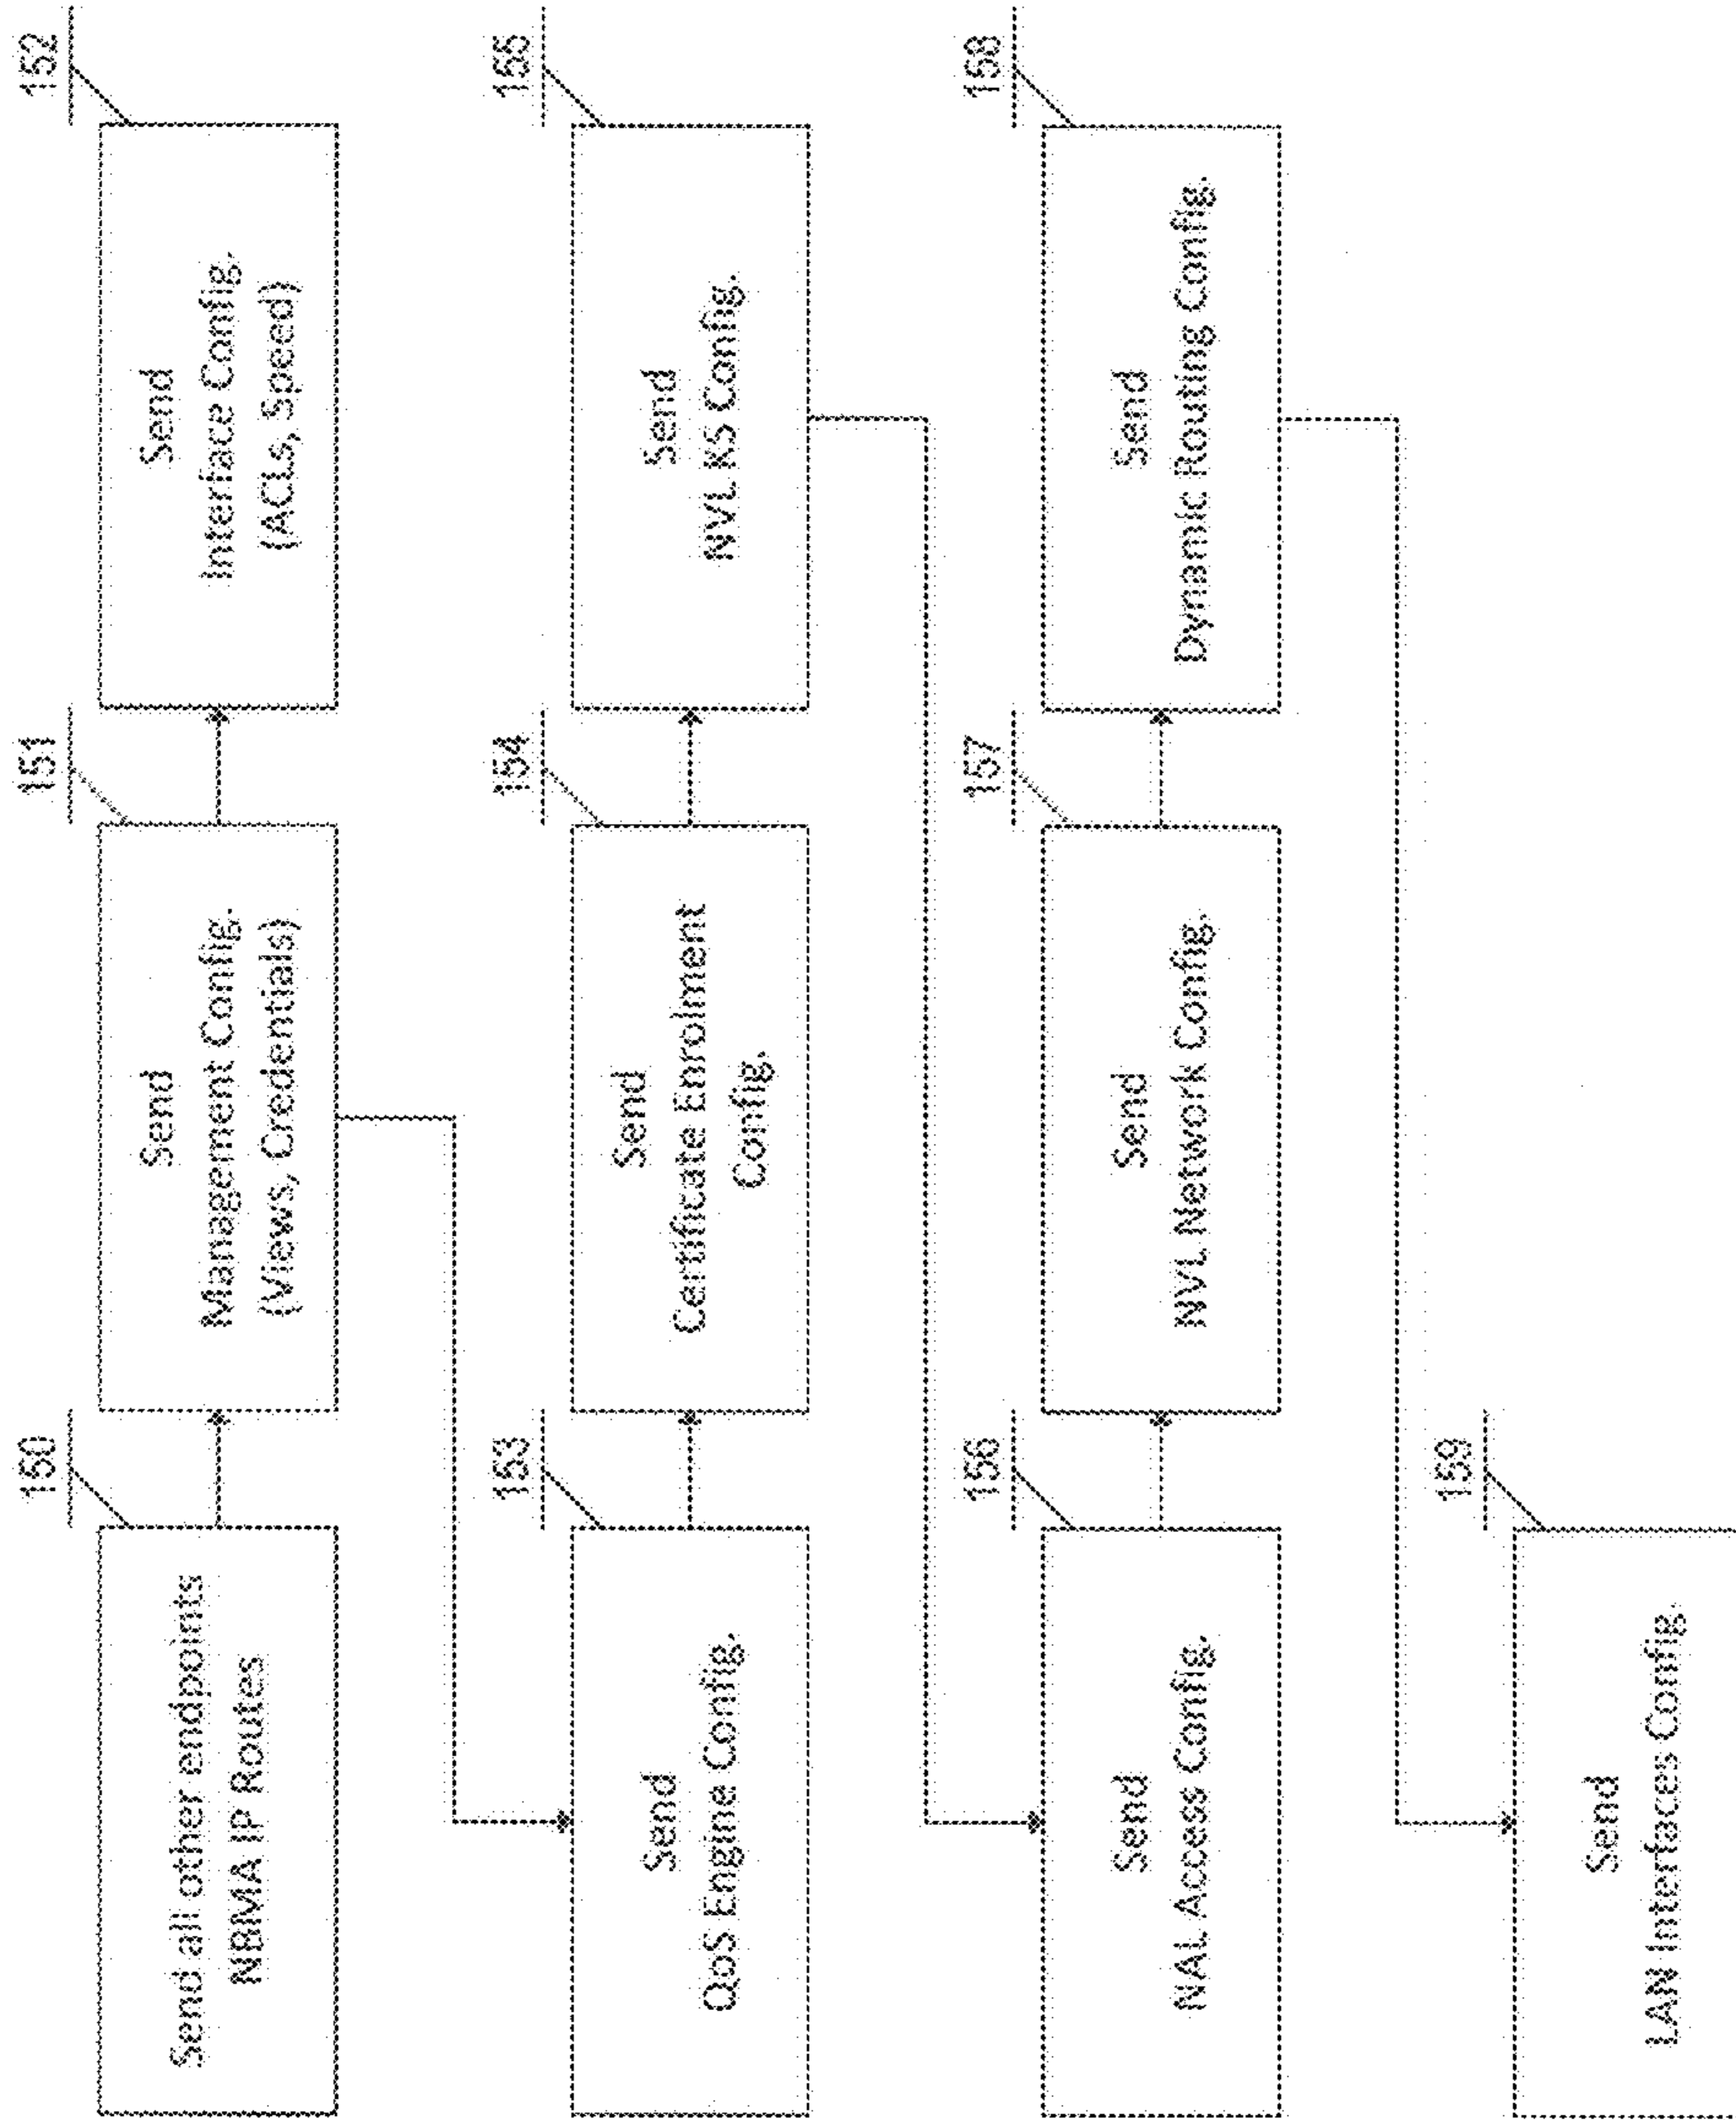 150
Send all other endpoints
NBMA IP Routes
151
Send
Management Config.
(Views, Credentials)
152
Send
Interface Config.
(ACLs, Speed)
153
Send
QoS Engine Config.
154
Send
Certificate Enrolment
Config.
155
Send
NVL KS Config.
156
Send
NAL Access Config.
157
Send
NVL Network Config.
158
Send
Dynamic Routing Config.
159
Send
LAN Interfaces Config.